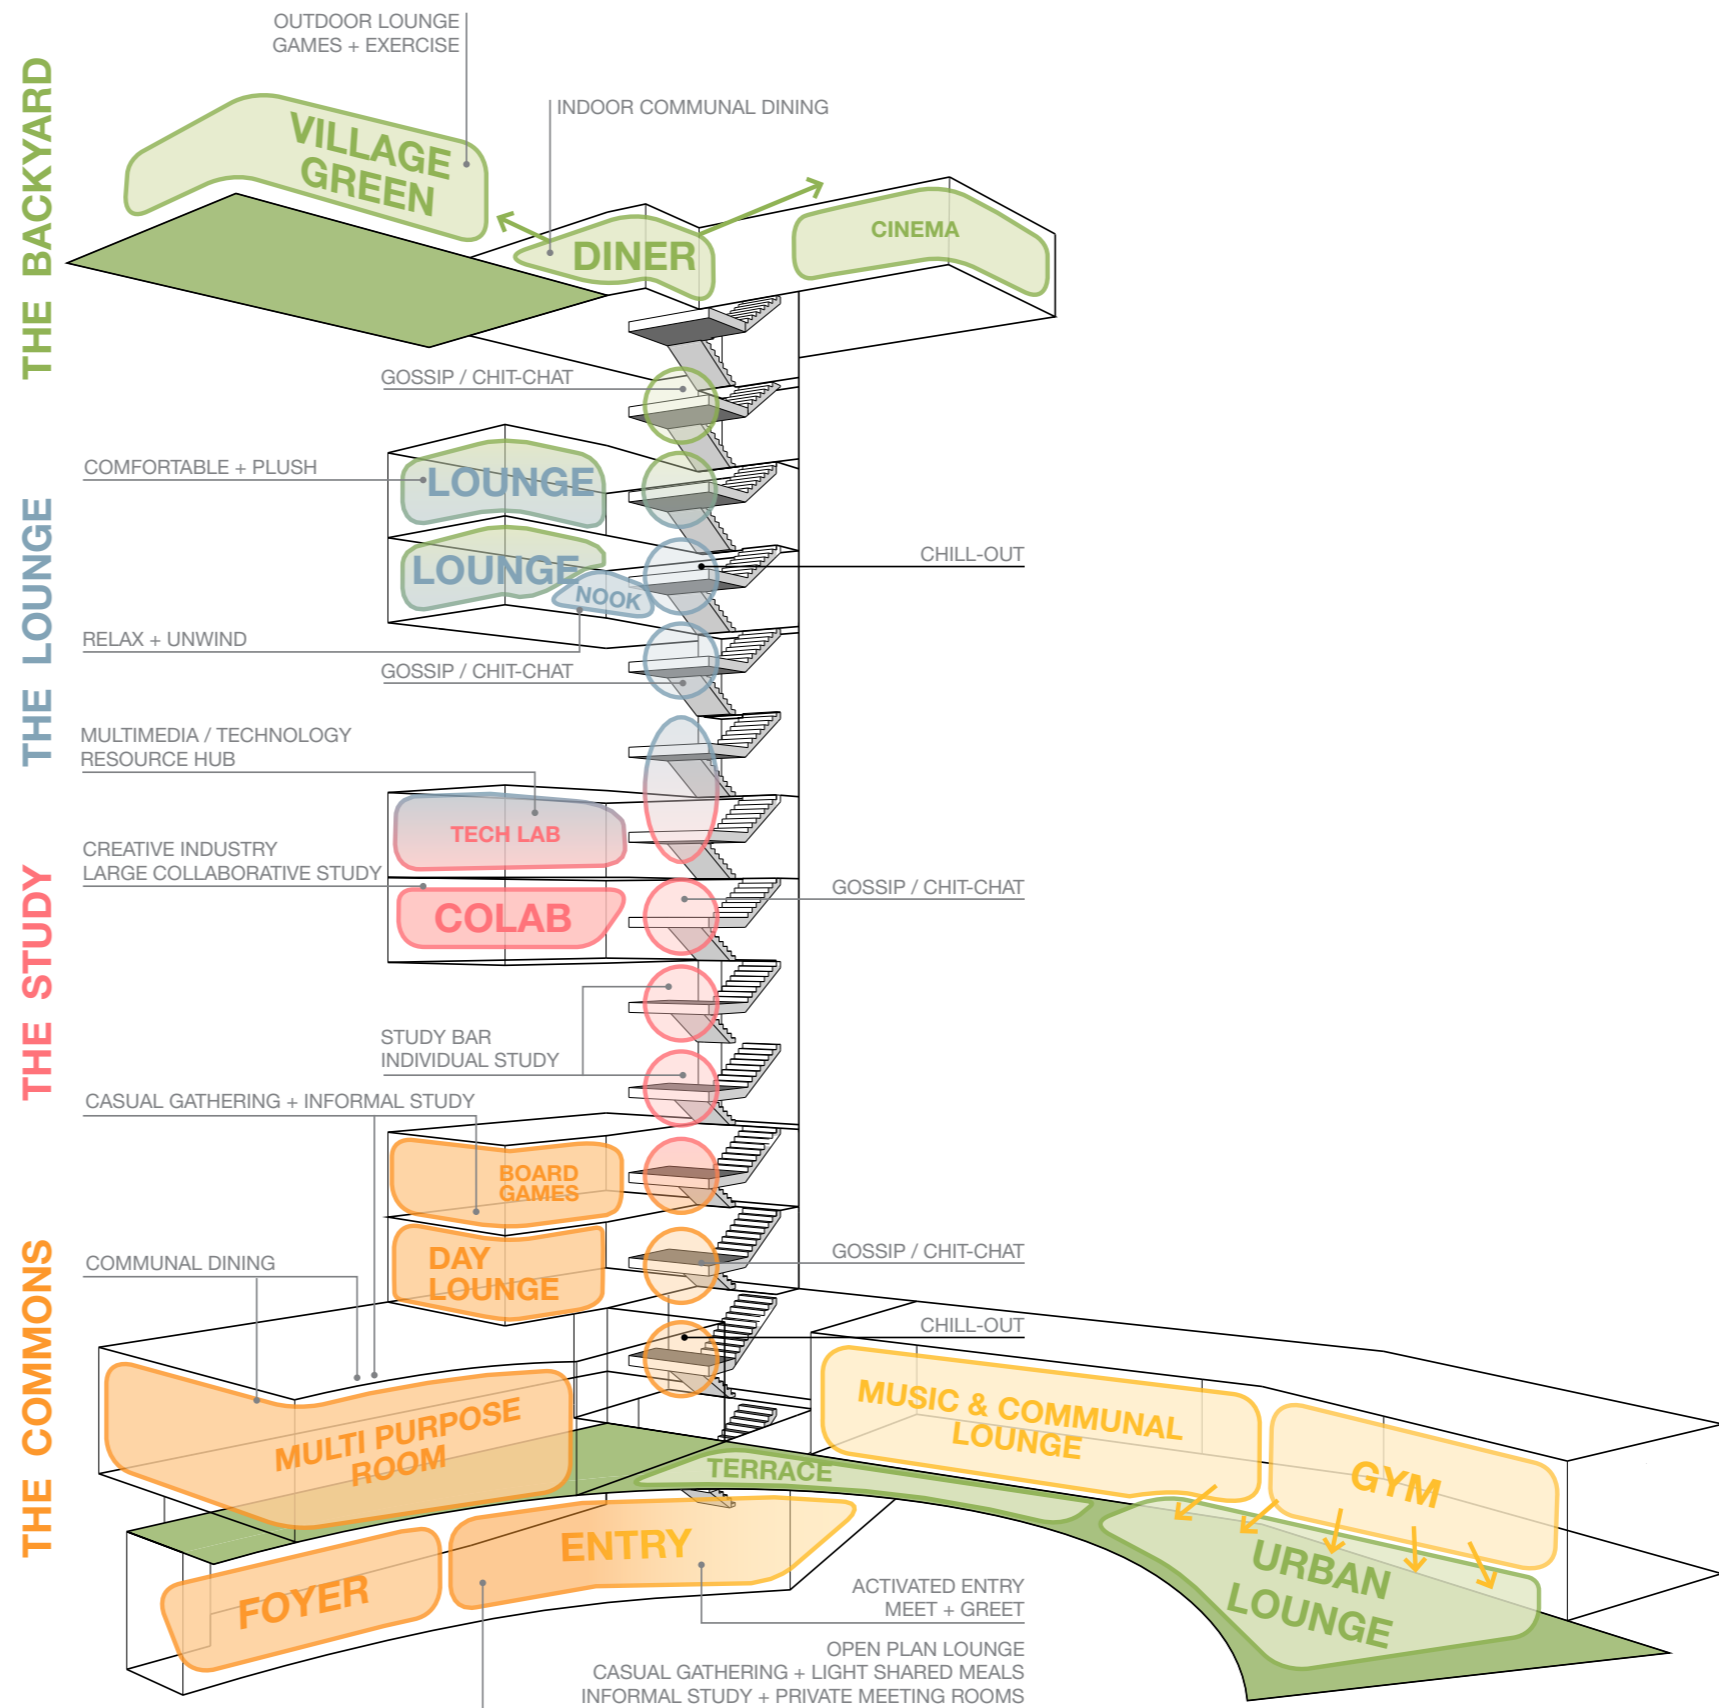 OUTDOOR LOUNGE
GAMES + EXERCISE
INDOOR COMMUNAL DINING
THE BACKYARD
VILLAGE
GREEN
DINER
CINEMA
GOSSIP / CHIT-CHAT
COMFORTABLE + PLUSH
LOUNGE
THE LOUNGE
LOUNGE
NOOK
CHILL-OUT
RELAX + UNWIND
GOSSIP / CHIT-CHAT
MULTIMEDIA / TECHNOLOGY
RESOURCE HUB
TECH LAB
CREATIVE INDUSTRY
LARGE COLLABORATIVE STUDY
THE STUDY
COLAB
GOSSIP / CHIT-CHAT
STUDY BAR
INDIVIDUAL STUDY
CASUAL GATHERING + INFORMAL STUDY
BOARD
GAMES
THE COMMONS
DAY
LOUNGE
GOSSIP / CHIT-CHAT
COMMUNAL DINING
CHILL-OUT
MULTI PURPOSE
ROOM
MUSIC & COMMUNAL
LOUNGE
GYM
TERRACE
ENTRY
FOYER
URBAN
LOUNGE
ACTIVATED ENTRY
MEET + GREET
OPEN PLAN LOUNGE
CASUAL GATHERING + LIGHT SHARED MEALS
INFORMAL STUDY + PRIVATE MEETING ROOMS